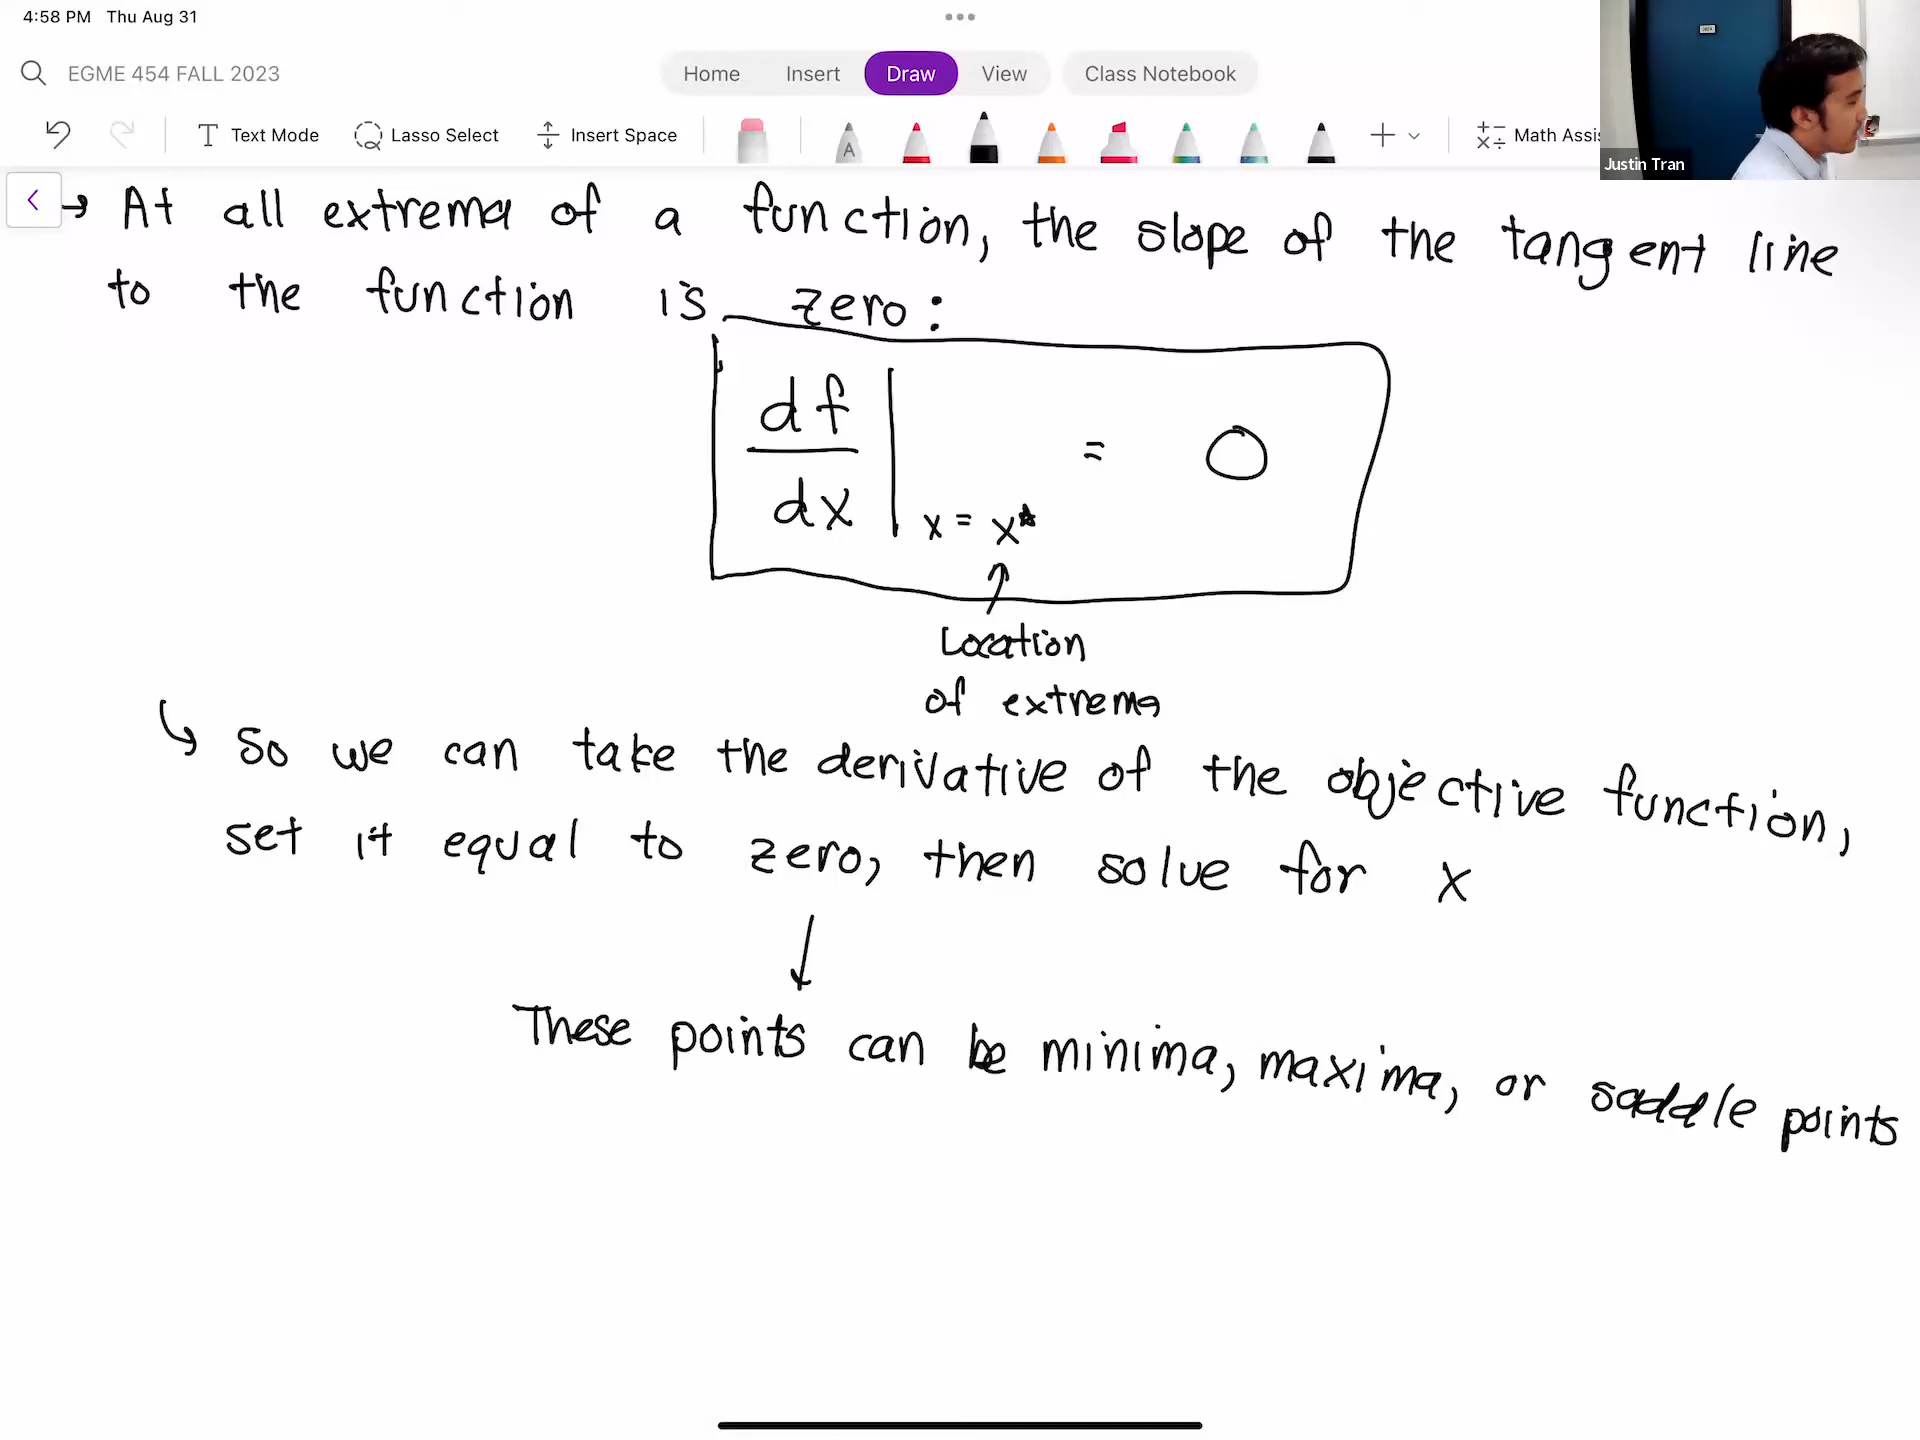 4:58 PM Thu Aug 31
EGME 454 FALL 2023
Home Insert Draw View Class Notebook
Text Mode Lasso Select Insert Space A Math Assi
Justin Tran
→ At all extrema of a function, the slope of the tangent line
to the function is zero:
df
dx
x = x* = 0
Location
of extrema
↳ So we can take the derivative of the objective function,
set it equal to zero, then solve for x
These points can be minima, maxima, or saddle points